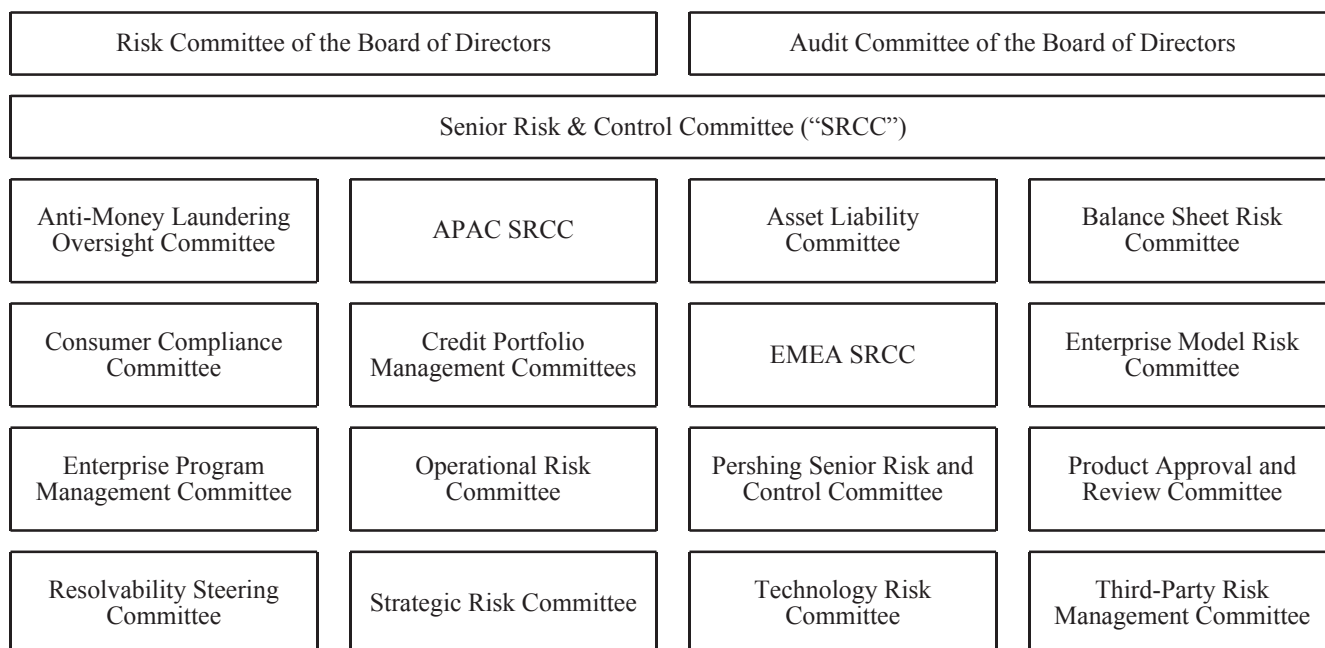 Risk Committee of the Board of Directors
Audit Committee of the Board of Directors
Senior Risk & Control Committee (“SRCC”)
Anti-Money Laundering
Oversight Committee
APAC SRCC
Asset Liability
Committee
Balance Sheet Risk
Committee
Consumer Compliance
Committee
Credit Portfolio
Management Committees
EMEA SRCC
Enterprise Model Risk
Committee
Enterprise Program
Management Committee
Operational Risk
Committee
Pershing Senior Risk and
Control Committee
Product Approval and
Review Committee
Resolvability Steering
Committee
Strategic Risk Committee
Technology Risk
Committee
Third-Party Risk
Management Committee